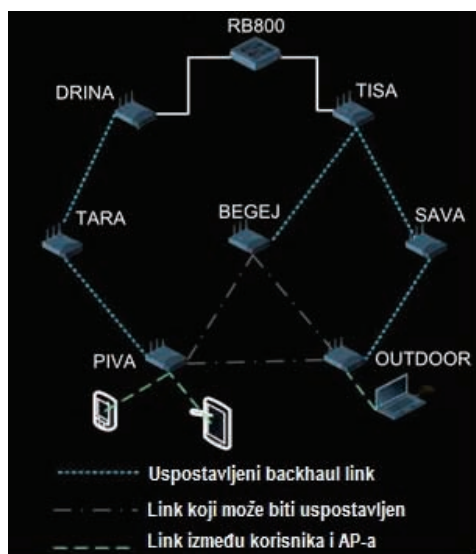 RB800
DRINA
TISA
TARA
BEGEJ
SAVA
PIVA
OUTDOOR
Uspostavljeni backhaul link
Link koji može biti uspostavljen
Link između korisnika i AP-a